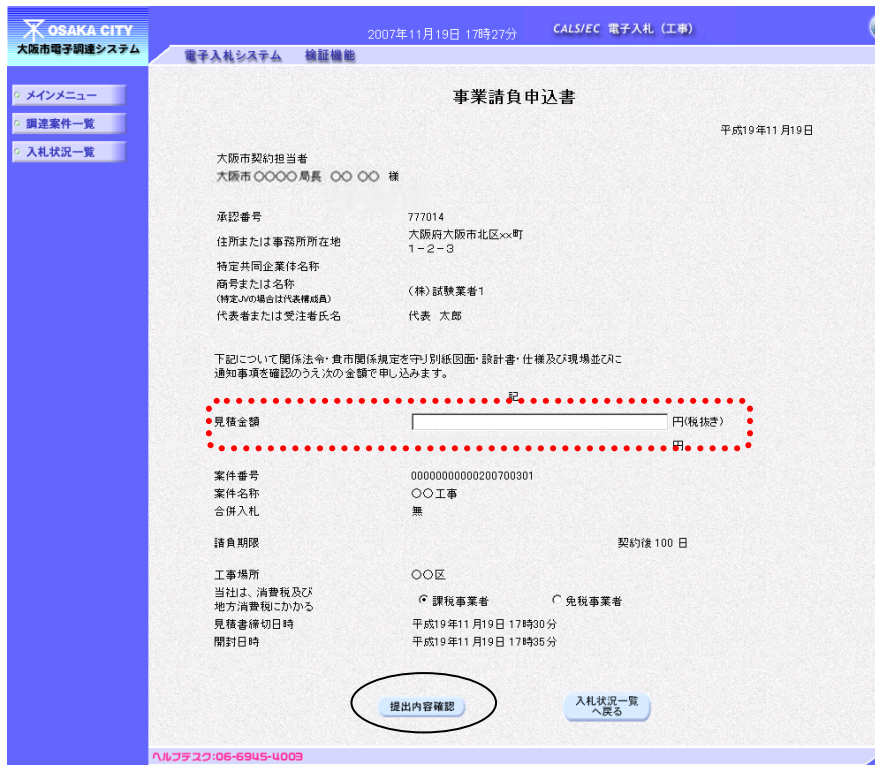 OSAKA CITY
大阪市電子調達システム
2007年11月19日 17時27分
CALS/EC 電子入札（工事）
電子入札システム 検証機能
メインメニュー
調達案件一覧
入札状況一覧
事業請負申込書
平成19年11月19日
大阪市契約担当者
大阪市〇〇〇〇局長 〇〇 〇〇 様
承認番号 777014
住所または事務所所在地 大阪府大阪市北区××町
1－2－3
特定共同企業体名称
商号または名称
(特定JVの場合は代表構成員)
(株)試験業者1
代表者または受注者氏名 代表 太郎
下記について関係法令・貴市関係規定を守り別紙図面・設計書・仕様及び現場並びに
通知事項を確認のうえ次の金額で申し込みます。
記
見積金額 円(税抜き)
円
案件番号 00000000000200700301
案件名称 〇〇工事
合併入札 無
請負期限 契約後 100 日
工事場所 〇〇区
当社は、消費税及び
地方消費税にかかる
課税事業者 免税事業者
見積書締切日時 平成19年11月19日 17時30分
開封日時 平成19年11月19日 17時35分
提出内容確認
入札状況一覧
へ戻る
ヘルプデスク:06-6945-4003